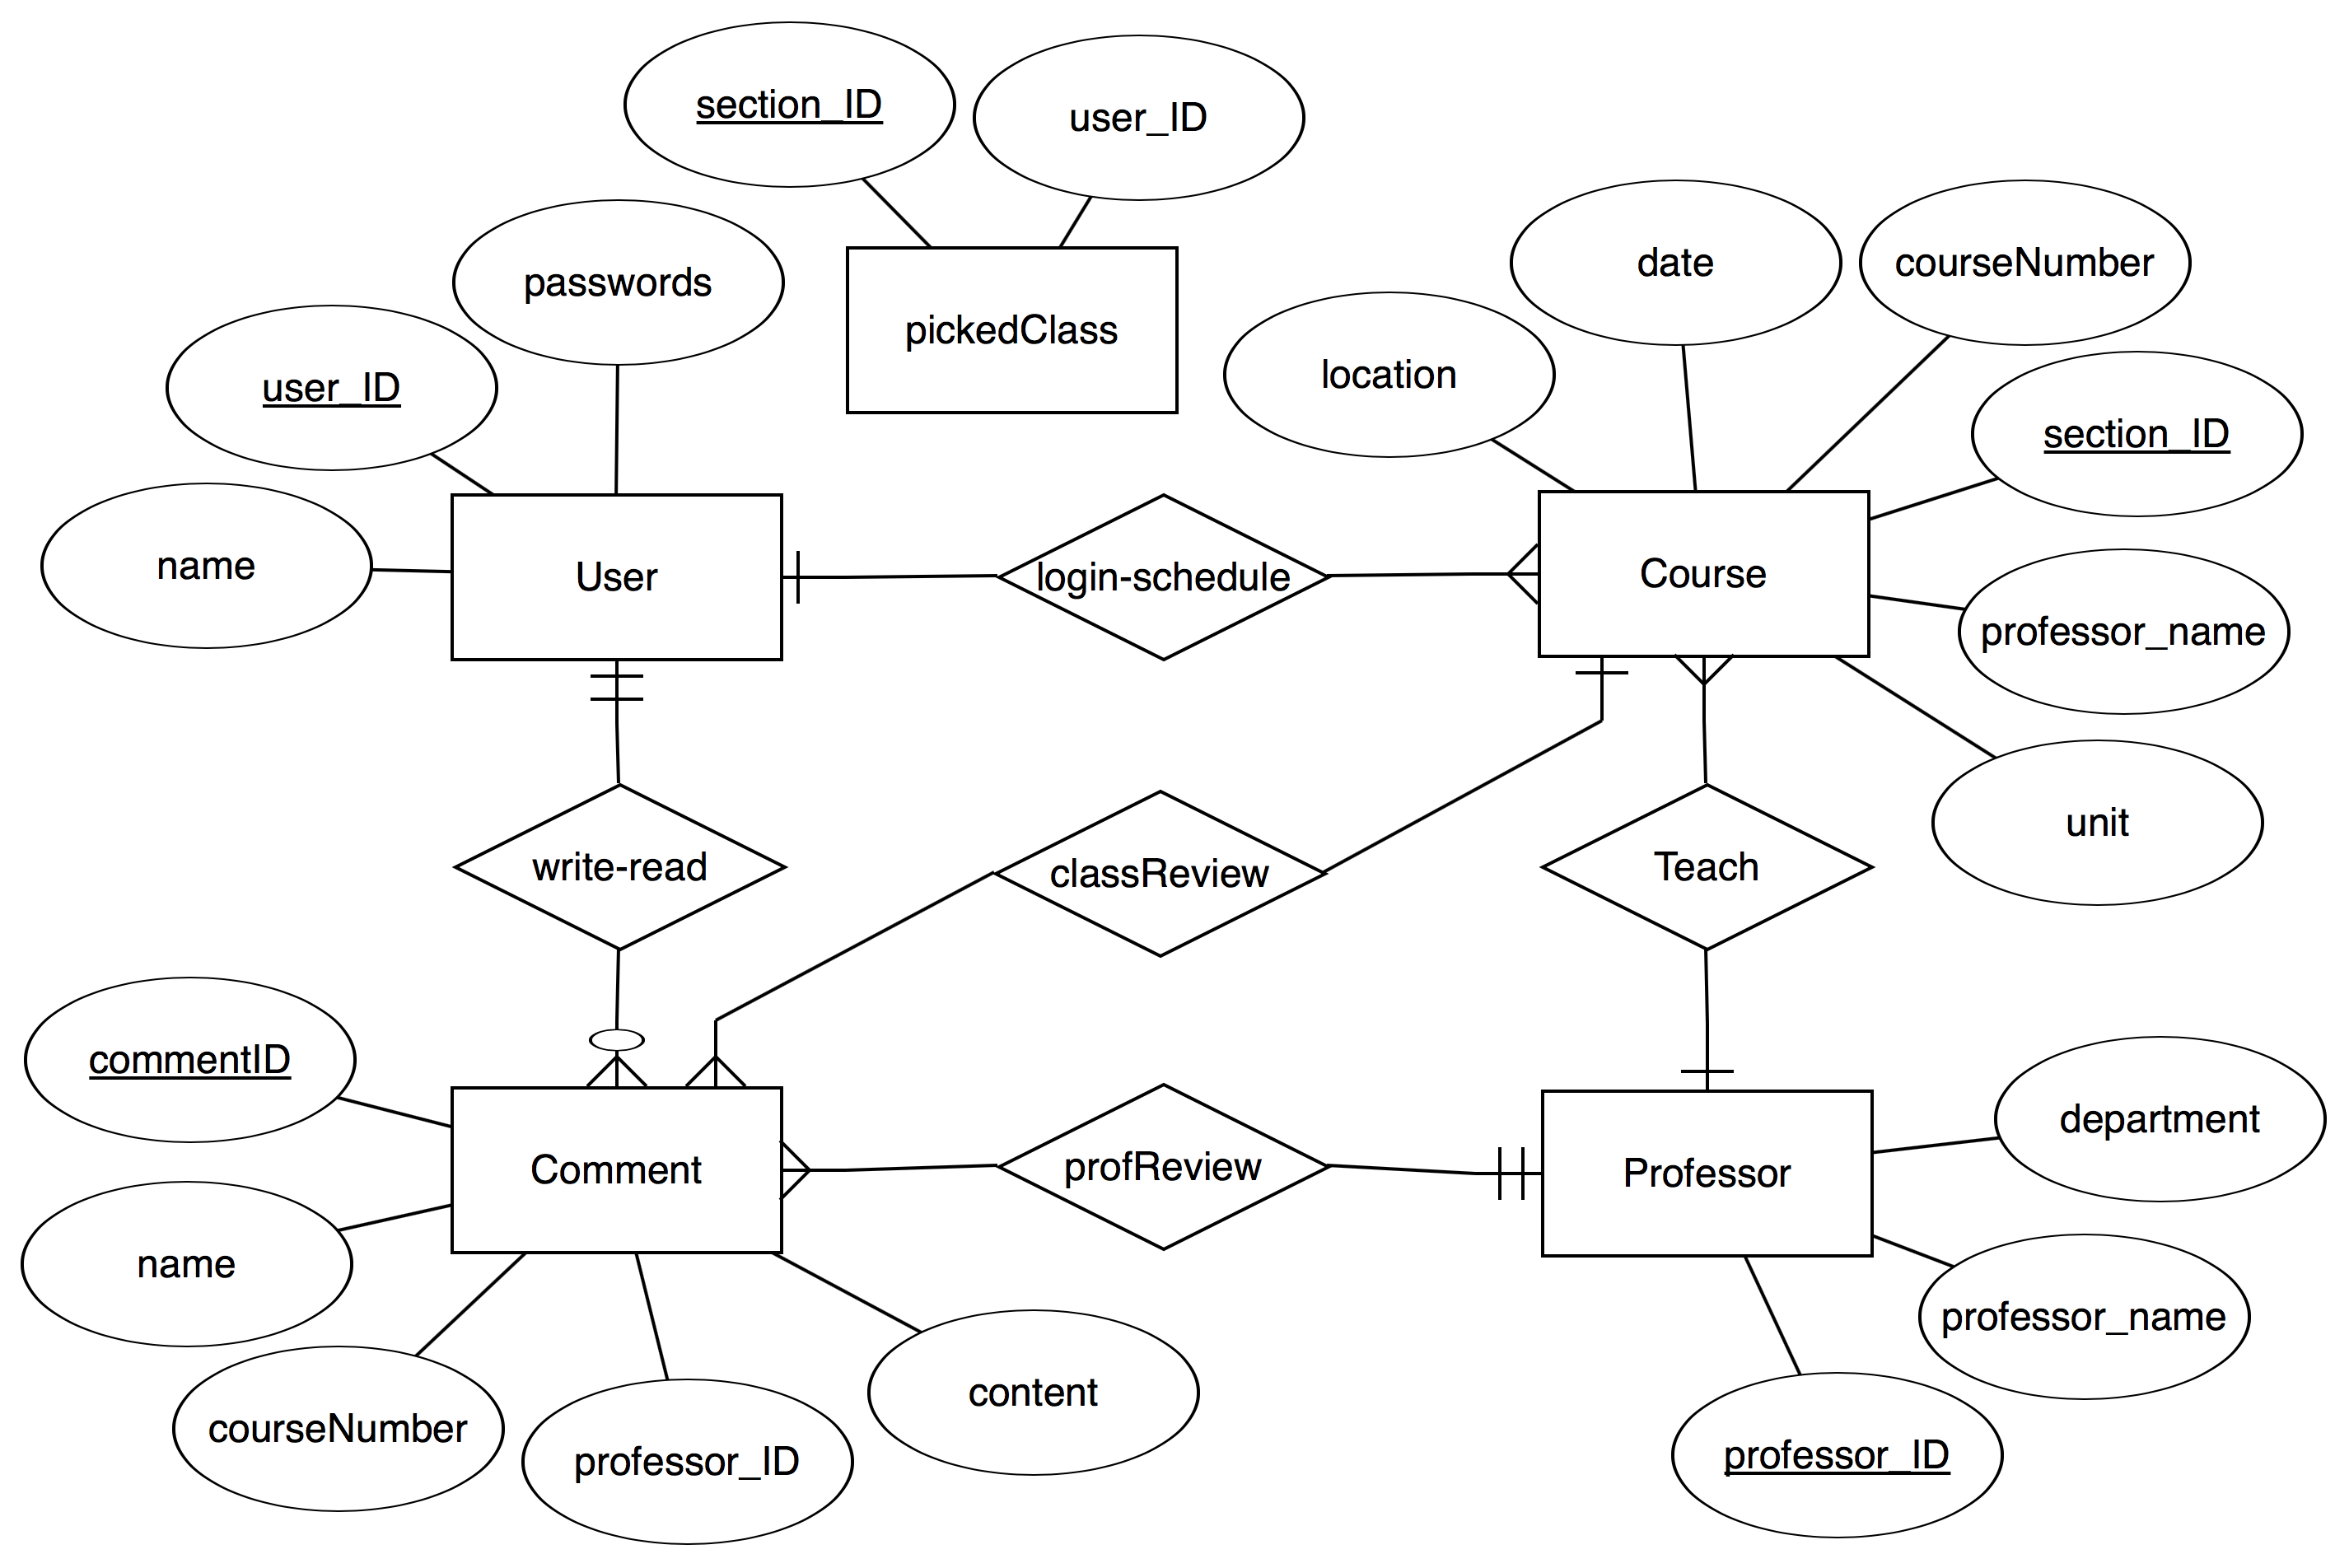 section_ID
user_ID
passwords
date
courseNumber
pickedClass
location
user_ID
section_ID
name
User
login-schedule
Course
professor_name
unit
write-read
classReview
Teach
commentID
department
Comment
profReview
Professor
name
professor_name
content
courseNumber
professor_ID
professor_ID